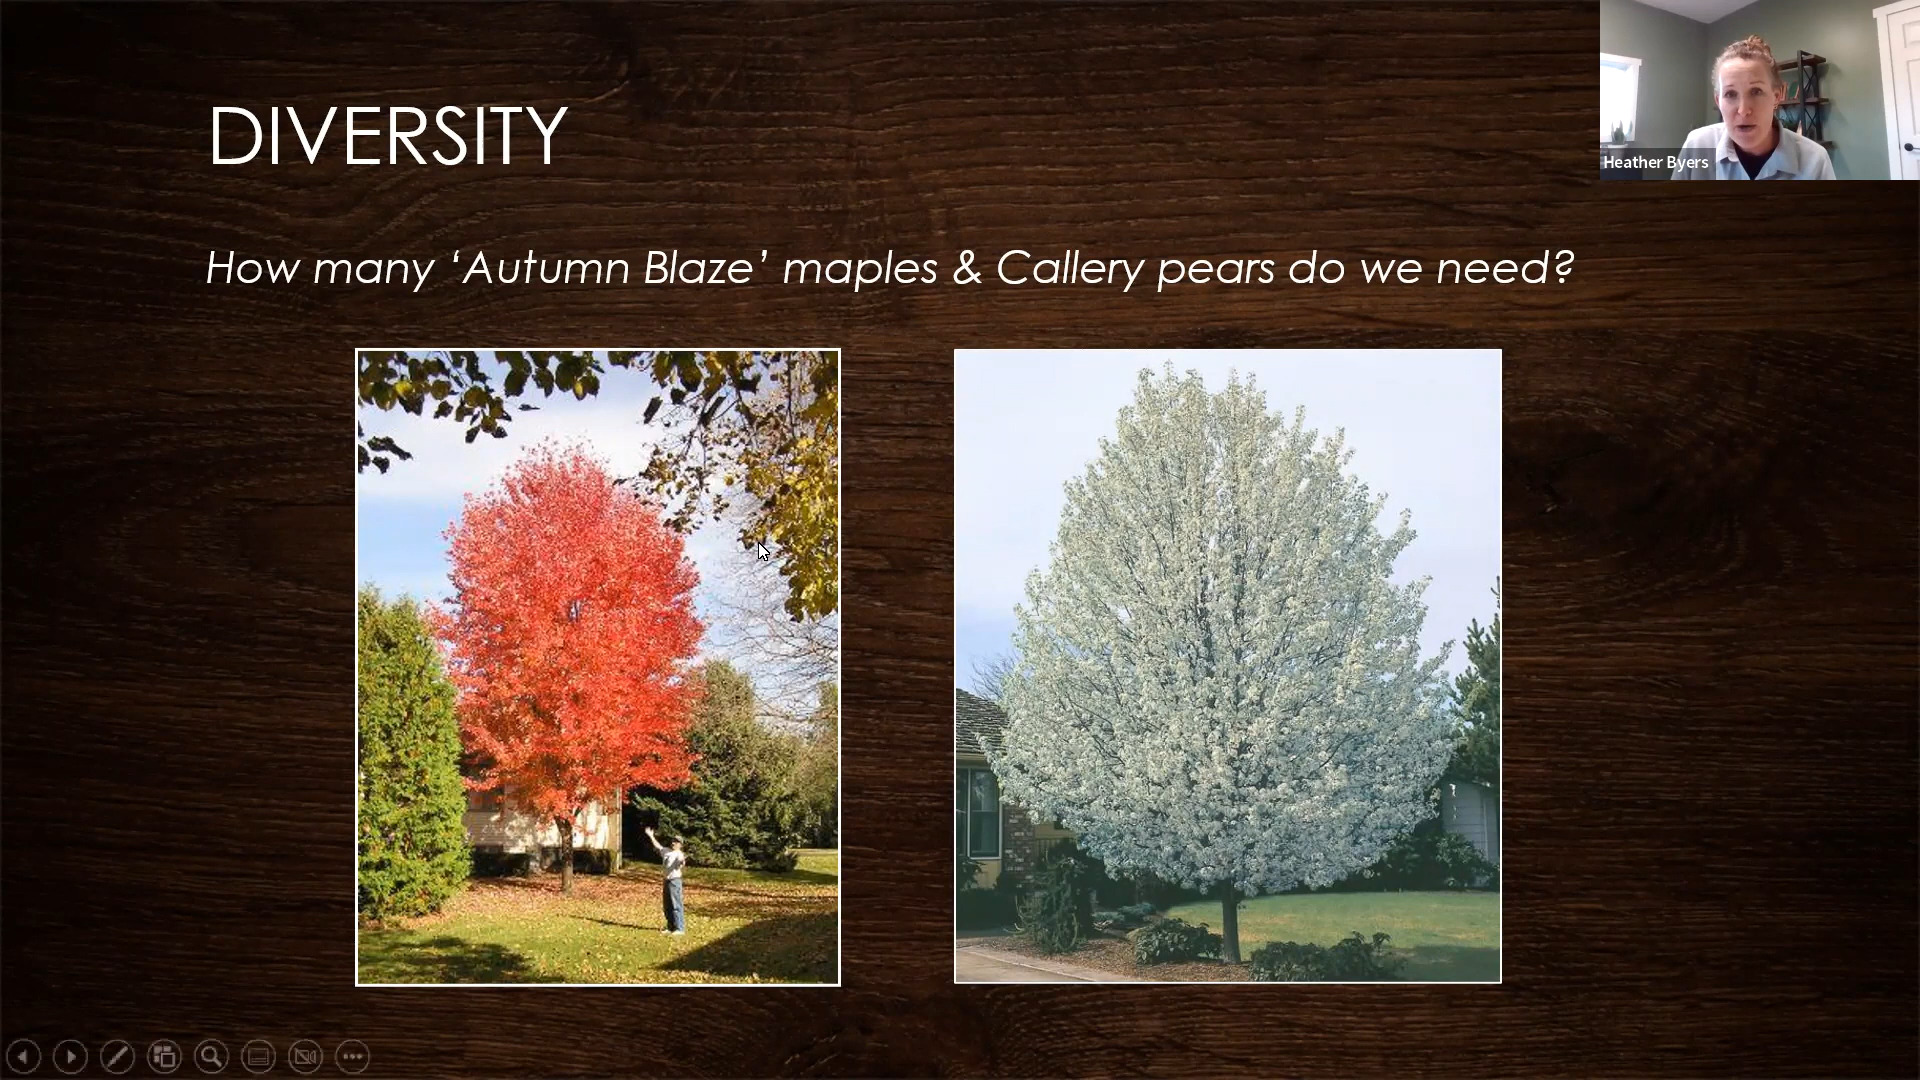 DIVERSITY
Heather Byers
How many ‘Autumn Blaze’ maples & Callery pears do we need?